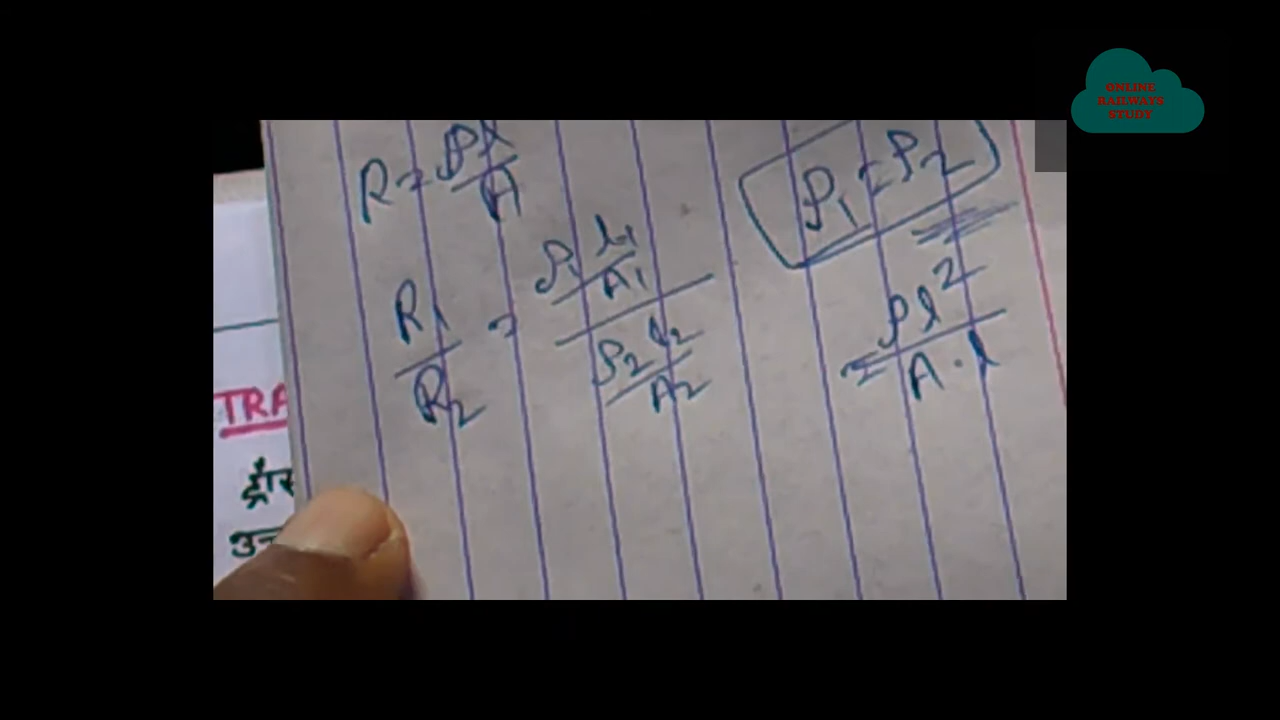 ONLINE
RAILWAYS
STUDY
R = ρl/A
ρ₁ = ρ₂
R₁/R₂ = (ρ₁ l₁/A₁)/(ρ₂ l₂/A₂)
= ρl²/A·l
TRA